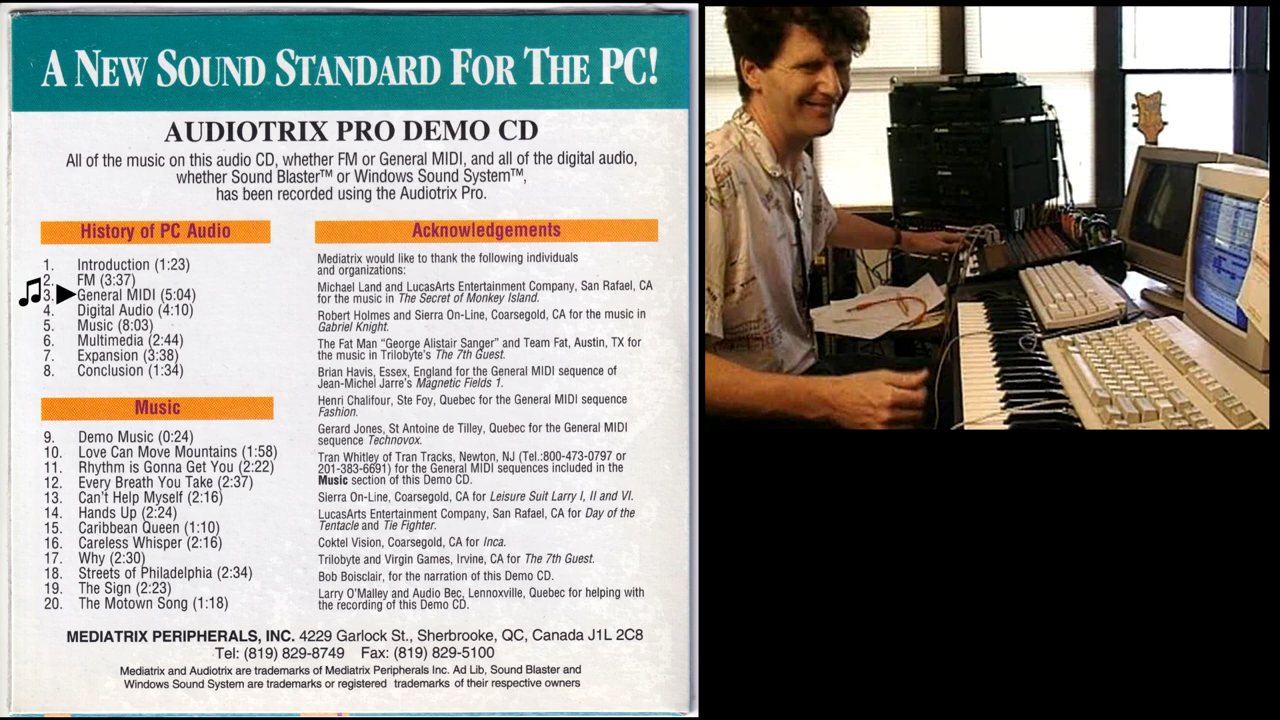 A NEW SOUND STANDARD FOR THE PC!
AUDIOTRIX PRO DEMO CD
All of the music on this audio CD, whether FM or General MIDI, and all of the digital audio,
whether Sound Blaster™ or Windows Sound System™,
has been recorded using the Audiotrix Pro.
History of PC Audio
1. Introduction (1:23)
2. FM (3:37)
3. General MIDI (5:04)
4. Digital Audio (4:10)
5. Music (8:03)
6. Multimedia (2:44)
7. Expansion (3:38)
8. Conclusion (1:34)
Music
9. Demo Music (0:24)
10. Love Can Move Mountains (1:58)
11. Rhythm is Gonna Get You (2:22)
12. Every Breath You Take (2:37)
13. Can't Help Myself (2:16)
14. Hands Up (2:24)
15. Caribbean Queen (1:10)
16. Careless Whisper (2:16)
17. Why (2:30)
18. Streets of Philadelphia (2:34)
19. The Sign (2:23)
20. The Motown Song (1:18)
Acknowledgements
Mediatrix would like to thank the following individuals
and organizations:
Michael Land and LucasArts Entertainment Company, San Rafael, CA
for the music in The Secret of Monkey Island.
Robert Holmes and Sierra On-Line, Coarsegold, CA for the music in
Gabriel Knight.
The Fat Man “George Alistair Sanger” and Team Fat, Austin, TX for
the music in Trilobyte's The 7th Guest.
Brian Havis, Essex, England for the General MIDI sequence of
Jean-Michel Jarre's Magnetic Fields 1.
Henri Chalifour, Ste Foy, Quebec for the General MIDI sequence
Fashion.
Gerard Jones, St Antoine de Tilley, Quebec for the General MIDI
sequence Technovox.
Tran Whitley of Tran Tracks, Newton, NJ (Tel.:800-473-0797 or
201-383-6691) for the General MIDI sequences included in the
Music section of this Demo CD.
Sierra On-Line, Coarsegold, CA for Leisure Suit Larry I, II and VI.
LucasArts Entertainment Company, San Rafael, CA for Day of the
Tentacle and Tie Fighter.
Coktel Vision, Coarsegold, CA for Inca.
Trilobyte and Virgin Games, Irvine, CA for The 7th Guest.
Bob Boisclair, for the narration of this Demo CD.
Larry O'Malley and Audio Bec, Lennoxville, Quebec for helping with
the recording of this Demo CD.
MEDIATRIX PERIPHERALS, INC. 4229 Garlock St., Sherbrooke, QC, Canada J1L 2C8
Tel: (819) 829-8749 Fax: (819) 829-5100
Mediatrix and Audiotrix are trademarks of Mediatrix Peripherals Inc. Ad Lib, Sound Blaster and
Windows Sound System are trademarks or registered trademarks of their respective owners